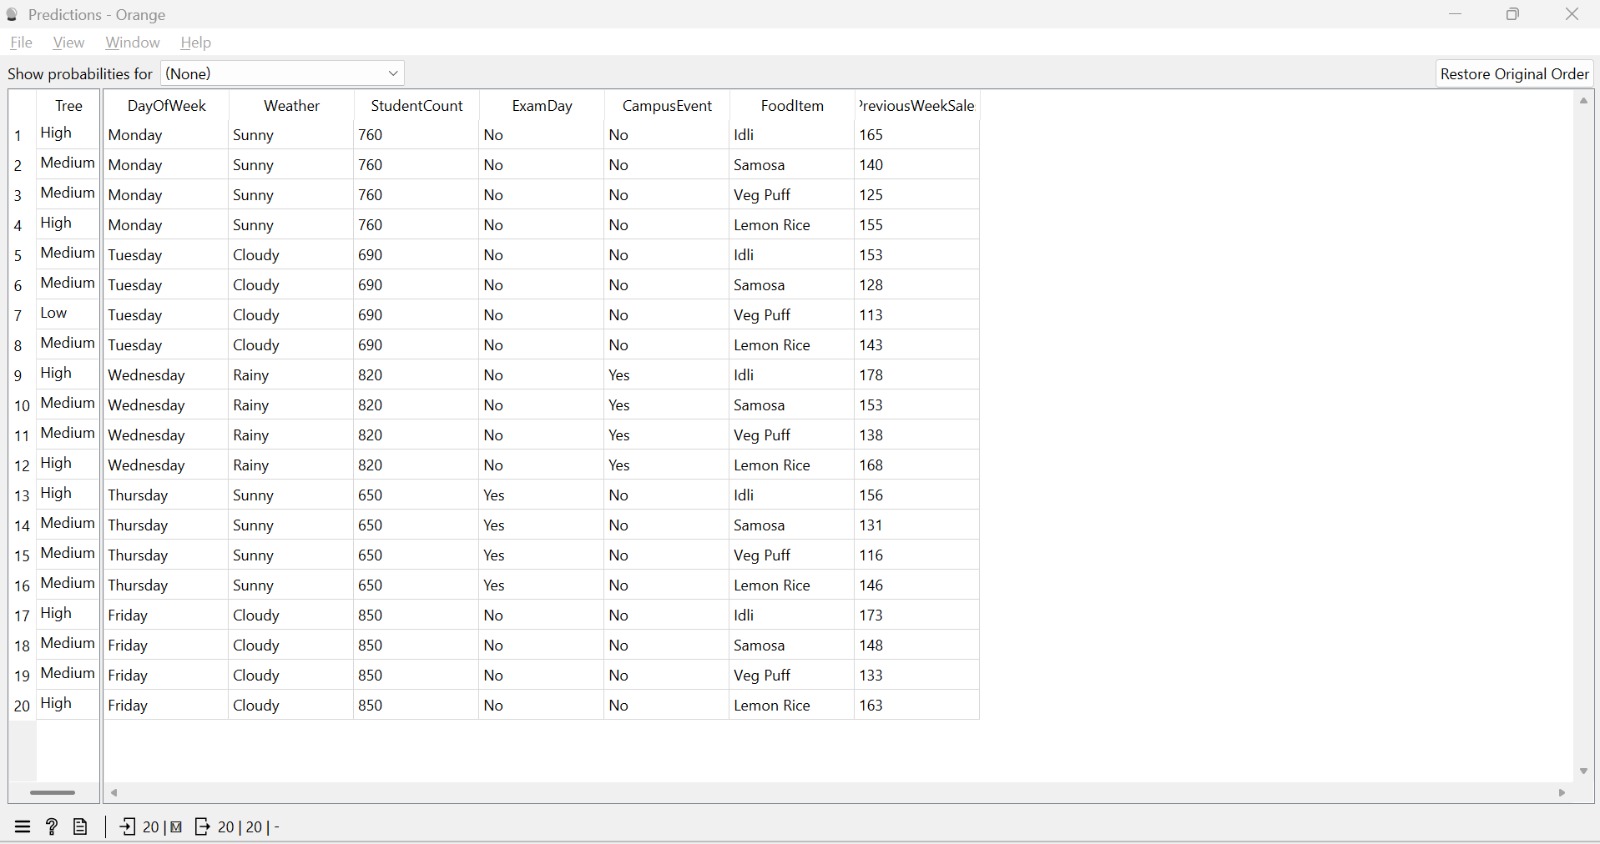 Predictions - Orange
File View Window Help
Show probabilities for (None) Restore Original Order
Tree DayOfWeek Weather StudentCount ExamDay CampusEvent FoodItem PreviousWeekSale
1 High Monday Sunny 760 No No Idli 165
2 Medium Monday Sunny 760 No No Samosa 140
3 Medium Monday Sunny 760 No No Veg Puff 125
4 High Monday Sunny 760 No No Lemon Rice 155
5 Medium Tuesday Cloudy 690 No No Idli 153
6 Medium Tuesday Cloudy 690 No No Samosa 128
7 Low Tuesday Cloudy 690 No No Veg Puff 113
8 Medium Tuesday Cloudy 690 No No Lemon Rice 143
9 High Wednesday Rainy 820 No Yes Idli 178
10 Medium Wednesday Rainy 820 No Yes Samosa 153
11 Medium Wednesday Rainy 820 No Yes Veg Puff 138
12 High Wednesday Rainy 820 No Yes Lemon Rice 168
13 High Thursday Sunny 650 Yes No Idli 156
14 Medium Thursday Sunny 650 Yes No Samosa 131
15 Medium Thursday Sunny 650 Yes No Veg Puff 116
16 Medium Thursday Sunny 650 Yes No Lemon Rice 146
17 High Friday Cloudy 850 No No Idli 173
18 Medium Friday Cloudy 850 No No Samosa 148
19 Medium Friday Cloudy 850 No No Veg Puff 133
20 High Friday Cloudy 850 No No Lemon Rice 163
20 | M 20 | 20 | -